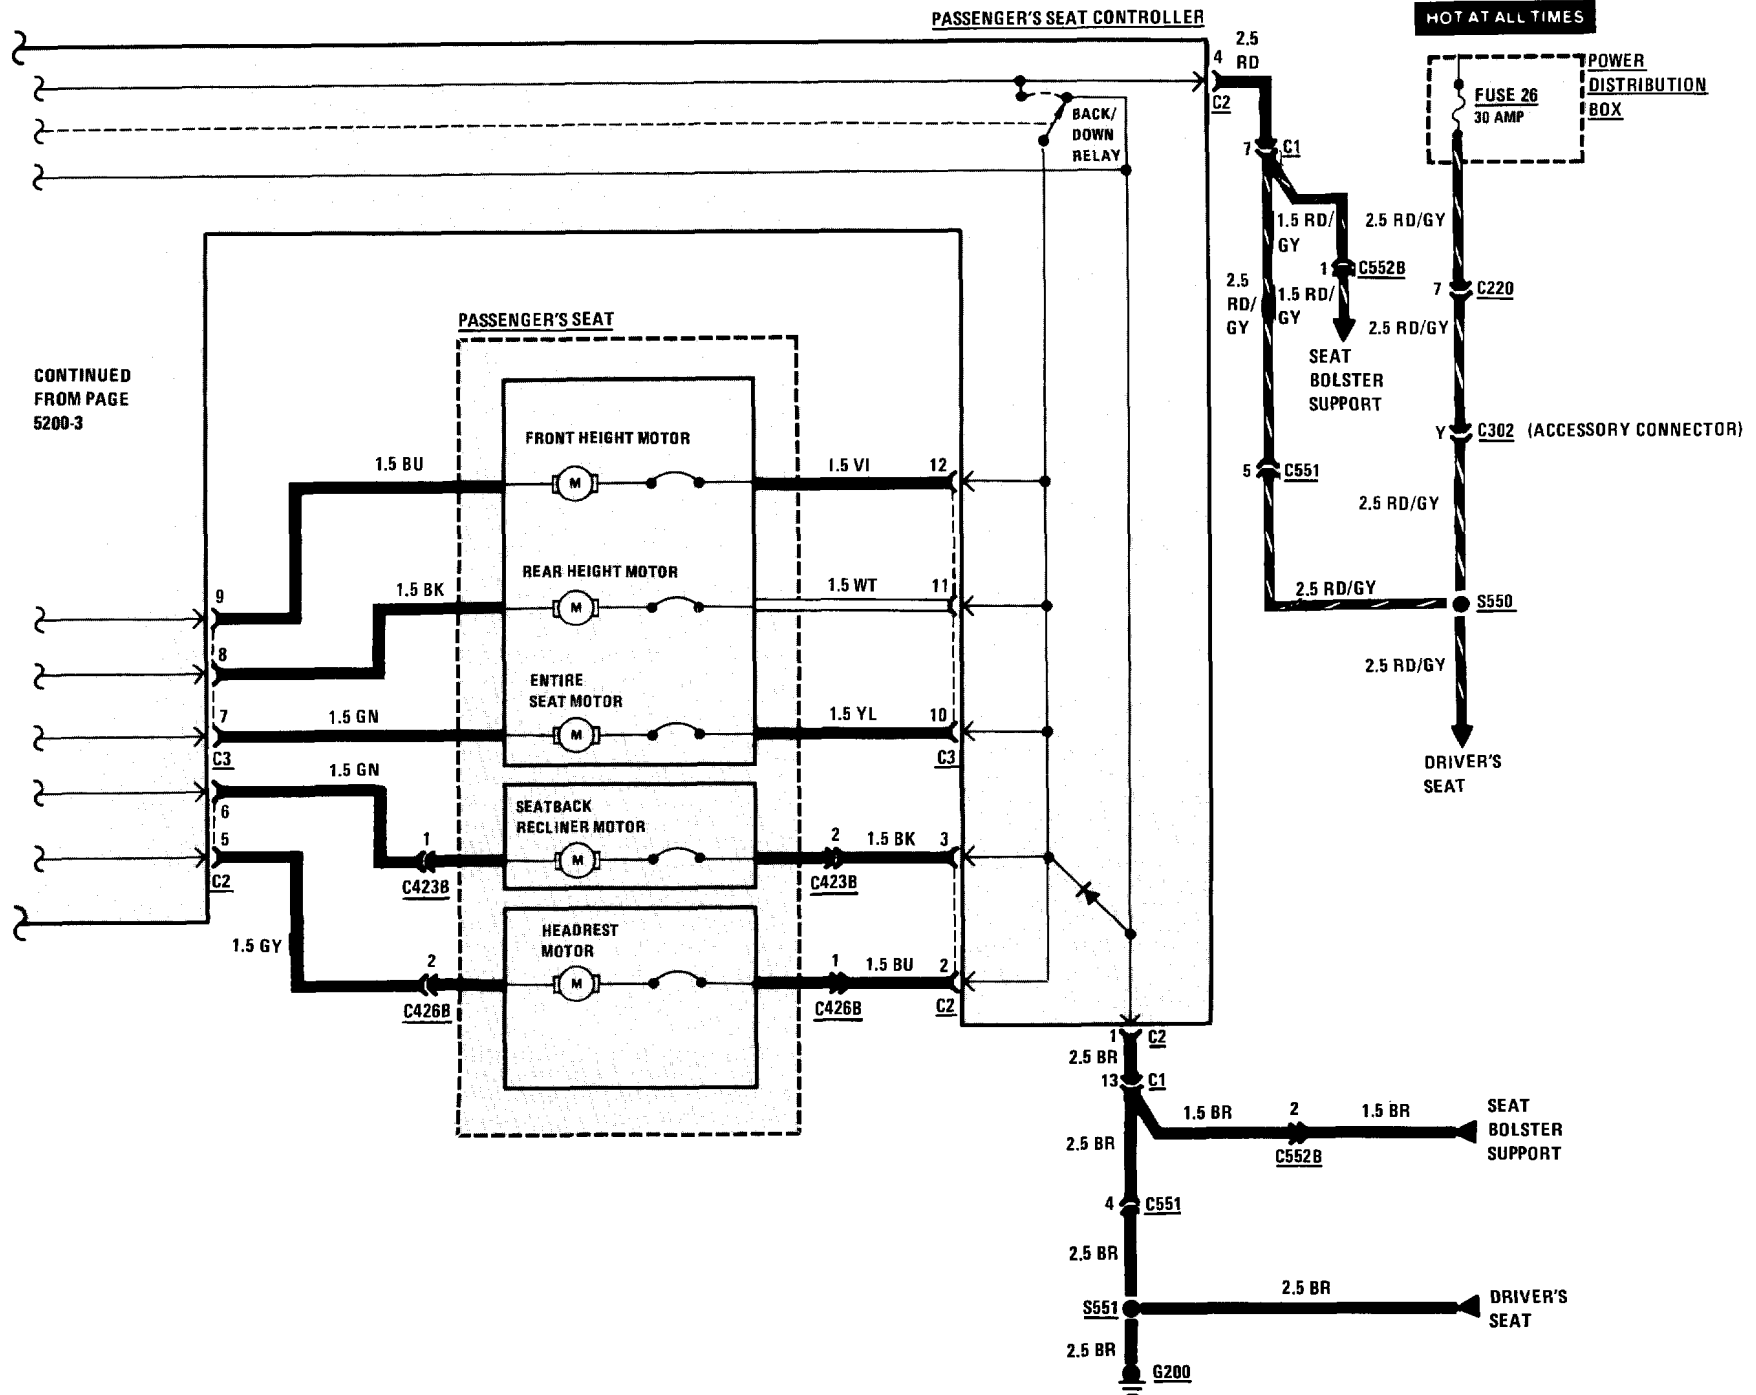 PASSENGER'S SEAT CONTROLLER
HOT AT ALL TIMES
2.5
RD
4
C2
POWER
DISTRIBUTION
BOX
FUSE 26
30 AMP
BACK/
DOWN
RELAY
7
C1
1.5 RD/
GY
2.5 RD/GY
1
C552B
2.5
RD/
GY
1.5 RD/
GY
7
C220
2.5 RD/GY
SEAT
BOLSTER
SUPPORT
PASSENGER'S SEAT
CONTINUED
FROM PAGE
5200-3
Y
C302
(ACCESSORY CONNECTOR)
5
C551
2.5 RD/GY
2.5 RD/GY
S550
2.5 RD/GY
DRIVER'S
SEAT
1.5 BU
FRONT HEIGHT MOTOR
M
1.5 VI
12
9
1.5 BK
REAR HEIGHT MOTOR
M
1.5 WT
11
8
ENTIRE
SEAT MOTOR
M
1.5 YL
10
C3
7
1.5 GN
C3
1.5 GN
6
5
C2
1
C423B
SEATBACK
RECLINER MOTOR
M
2
C423B
1.5 BK
3
1.5 GY
2
C426B
HEADREST
MOTOR
M
1
C426B
1.5 BU
2
C2
1
C2
2.5 BR
13
C1
1.5 BR
2
C552B
1.5 BR
SEAT
BOLSTER
SUPPORT
2.5 BR
4
C551
2.5 BR
S551
2.5 BR
DRIVER'S
SEAT
2.5 BR
G200